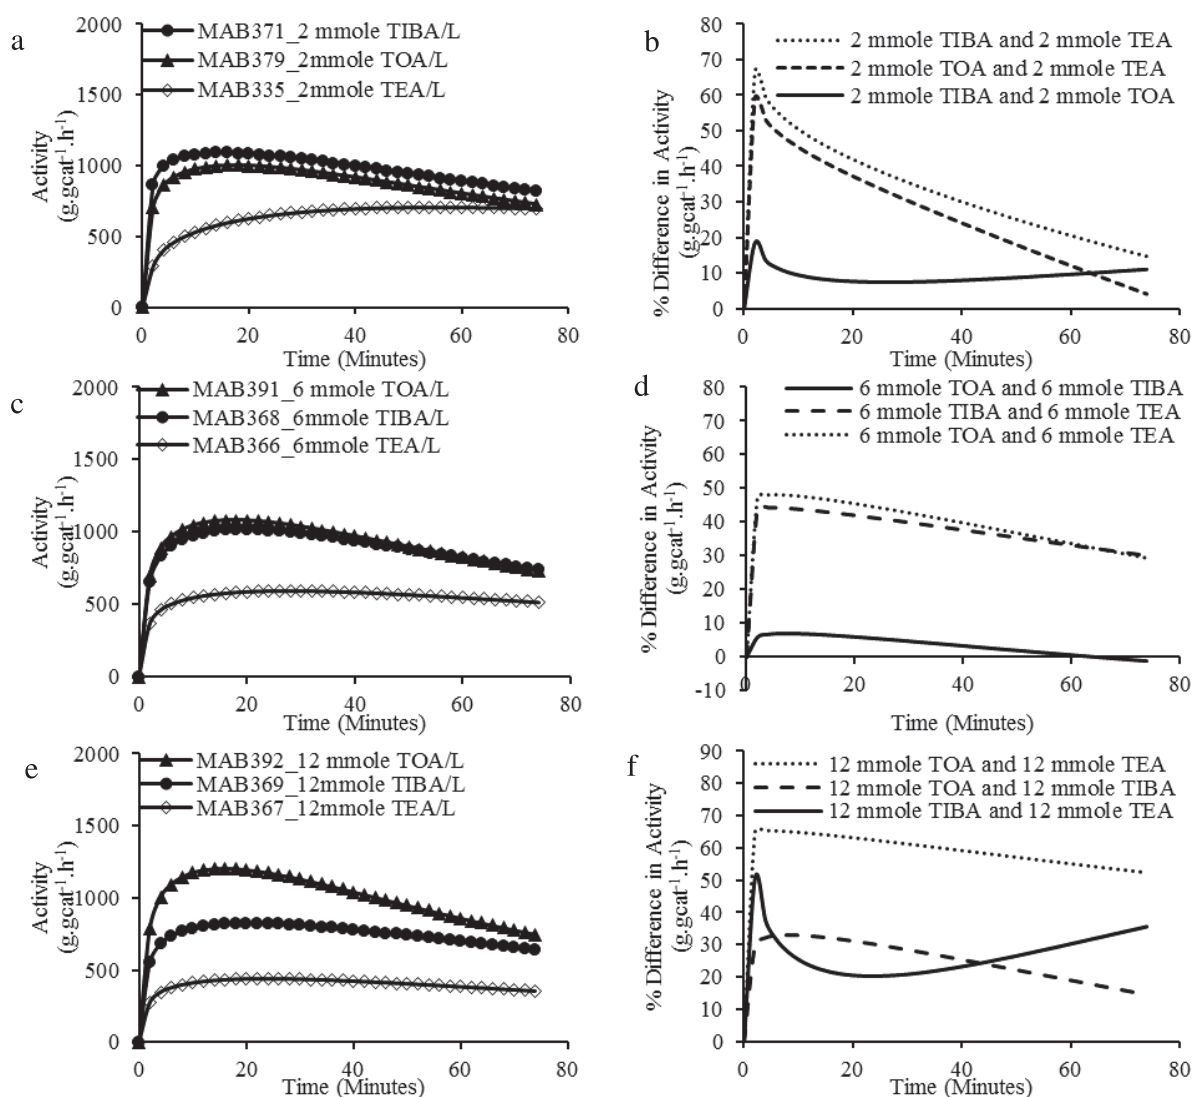 a
2000
1500
1000
500
0
0
20
40
60
80
Activity
(g.gcat-1.h-1)
Time (Minutes)
MAB371_2 mmole TIBA/L
MAB379_2mmole TOA/L
MAB335_2mmole TEA/L
b
80
70
60
50
40
30
20
10
0
0
20
40
60
80
% Difference in Activity
(g.gcat-1.h-1)
Time (Minutes)
2 mmole TIBA and 2 mmole TEA
2 mmole TOA and 2 mmole TEA
2 mmole TIBA and 2 mmole TOA
c
2000
1500
1000
500
0
0
20
40
60
80
Activity
(g.gcat-1.h-1)
Time (Minutes)
MAB391_6 mmole TOA/L
MAB368_6mmole TIBA/L
MAB366_6mmole TEA/L
d
80
70
60
50
40
30
20
10
0
-10
0
20
40
60
80
% Difference in Activity
(g.gcat-1.h-1)
Time (Minutes)
6 mmole TOA and 6 mmole TIBA
6 mmole TIBA and 6 mmole TEA
6 mmole TOA and 6 mmole TEA
e
2000
1500
1000
500
0
0
20
40
60
80
Activity
(g.gcat-1.h-1)
Time (Minutes)
MAB392_12 mmole TOA/L
MAB369_12mmole TIBA/L
MAB367_12mmole TEA/L
f
90
80
70
60
50
40
30
20
10
0
0
20
40
60
80
% Difference in Activity
(g.gcat-1.h-1)
Time (Minutes)
12 mmole TOA and 12 mmole TEA
12 mmole TOA and 12 mmole TIBA
12 mmole TIBA and 12 mmole TEA